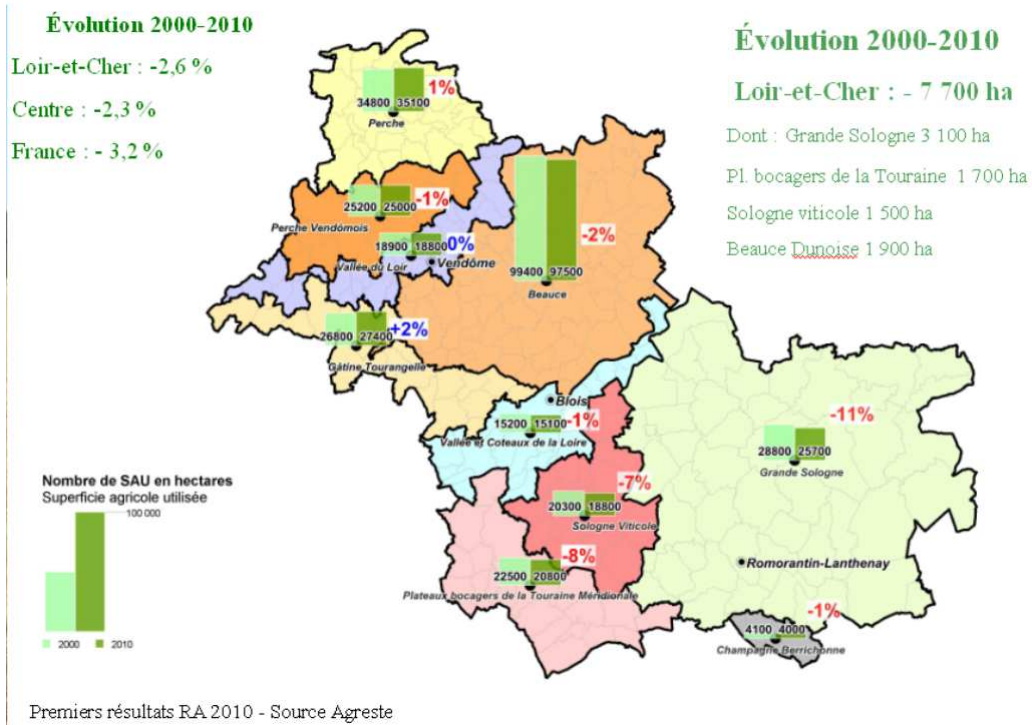 Évolution 2000-2010
Loir-et-Cher : -2,6 %
Centre : -2,3 %
France : - 3,2 %
Évolution 2000-2010
Loir-et-Cher : - 7 700 ha
Dont : Grande Sologne 3 100 ha
Pl. bocagers de la Touraine 1 700 ha
Sologne viticole 1 500 ha
Beauce Dunoise 1 900 ha
34800 35100 1%
Perche
25200 25000 -1%
Perche Vendômois
18900 18800 0%
Vallée du Loir
Vendôme
99400 97500 -2%
Beauce
26800 27400 +2%
Gâtine Tourangelle
Blois
15200 15100 -1%
Vallée et Coteaux de la Loire
28800 25700 -11%
Grande Sologne
20300 18800 -7%
Sologne Viticole
22500 20800 -8%
Plateaux bocagers de la Touraine Méridionale
Romorantin-Lanthenay
4100 4000 -1%
Champagne Berrichonne
Nombre de SAU en hectares
Superficie agricole utilisée
100 000
2000 2010
Premiers résultats RA 2010 - Source Agreste